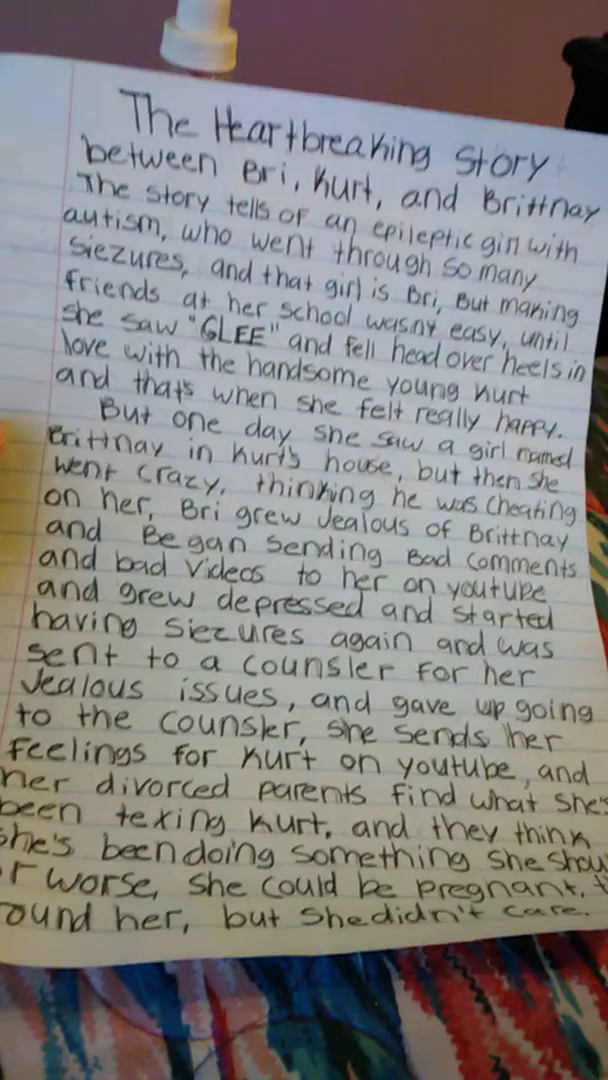 The Heartbreaking Story
between Bri, Kurt, and Brittnay
The story tells of an epileptic girl with
autism, who went through so many
siezures, and that girl is Bri, But making
friends at her school wasn't easy, until
she saw "GLEE" and fell head over heels in
love with the handsome young Kurt
and that's when she felt really happy.
But one day she saw a girl named
Brittnay in Kurt's house, but then she
went crazy, thinking he was cheating
on her, Bri grew Jealous of Brittnay
and Began sending Bad comments
and bad videos to her on youtube
and grew depressed and started
having siezures again and was
sent to a counsler for her
Jealous issues, and gave up going
to the counsler, she sends her
feelings for Kurt on youtube, and
her divorced parents find what she's
been texing Kurt, and they think
she's been doing something she
worse, she could be pregnant,
her, but she didn't care.